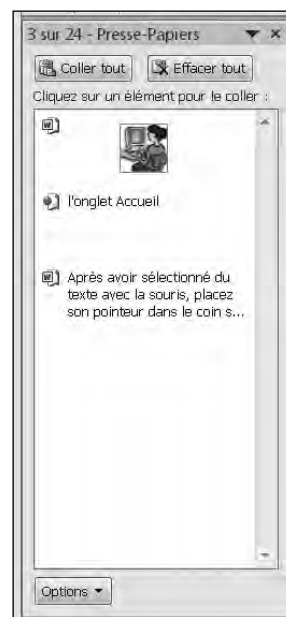 3 sur 24 - Presse-Papiers
Coller tout Effacer tout
Cliquez sur un élément pour le coller :
l'onglet Accueil
Après avoir sélectionné du
texte avec la souris, placez
son pointeur dans le coin s...
Options